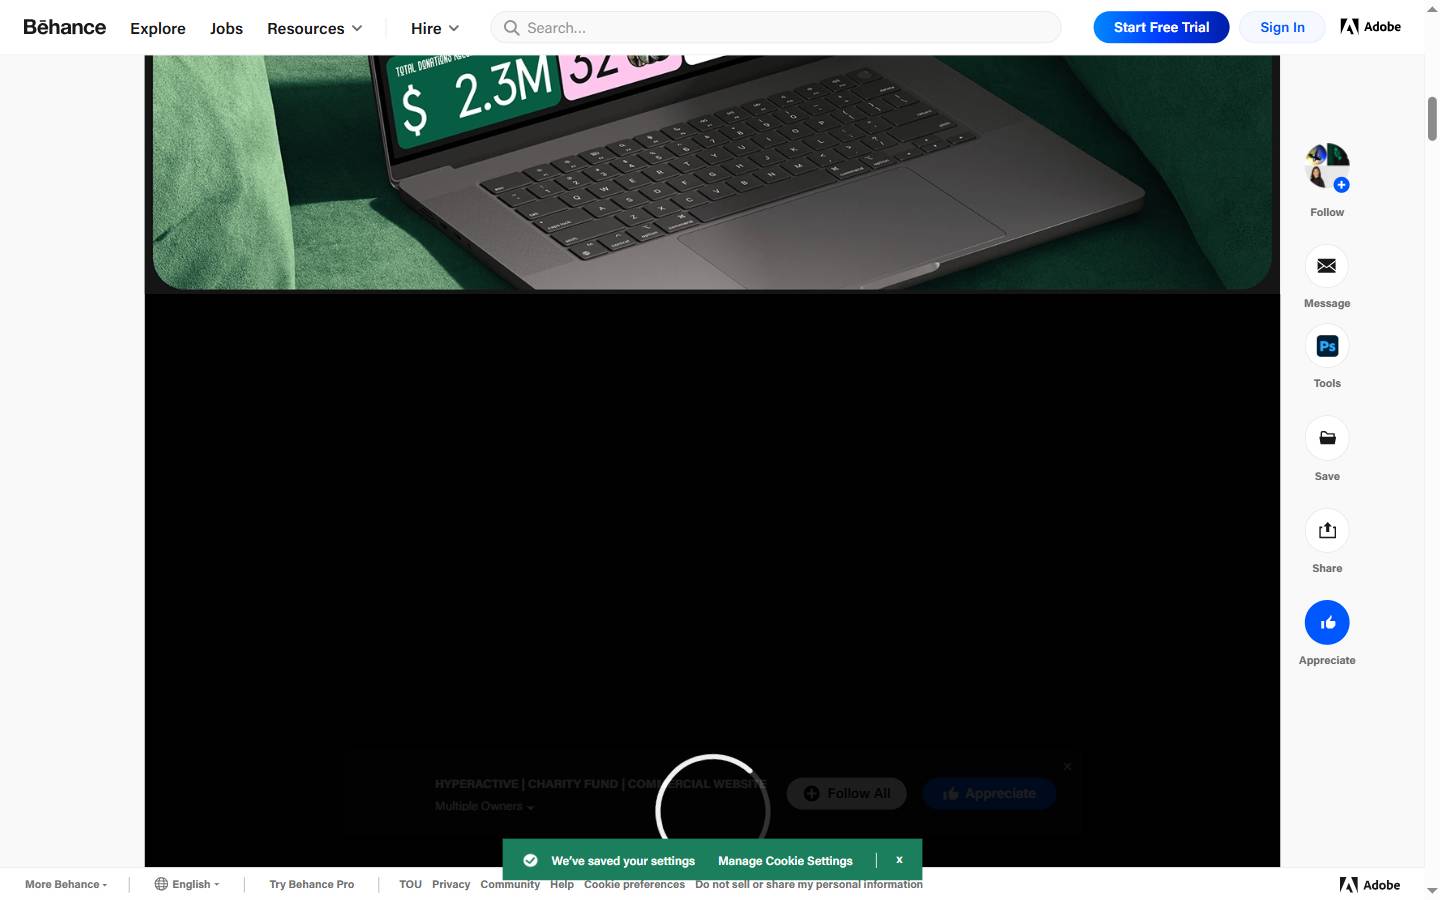 Bēhance
Explore
Jobs
Resources
Hire
Search...
Start Free Trial
Sign In
Adobe
$ 2.3M
32
Follow
Message
Ps
Tools
Save
Share
Appreciate
HYPERACTIVE | CHARITY FUND | COMMERCIAL WEBSITE
Multiple Owners
Follow All
Appreciate
We've saved your settings
Manage Cookie Settings
x
More Behance
English
Try Behance Pro
TOU
Privacy
Community
Help
Cookie preferences
Do not sell or share my personal information
Adobe